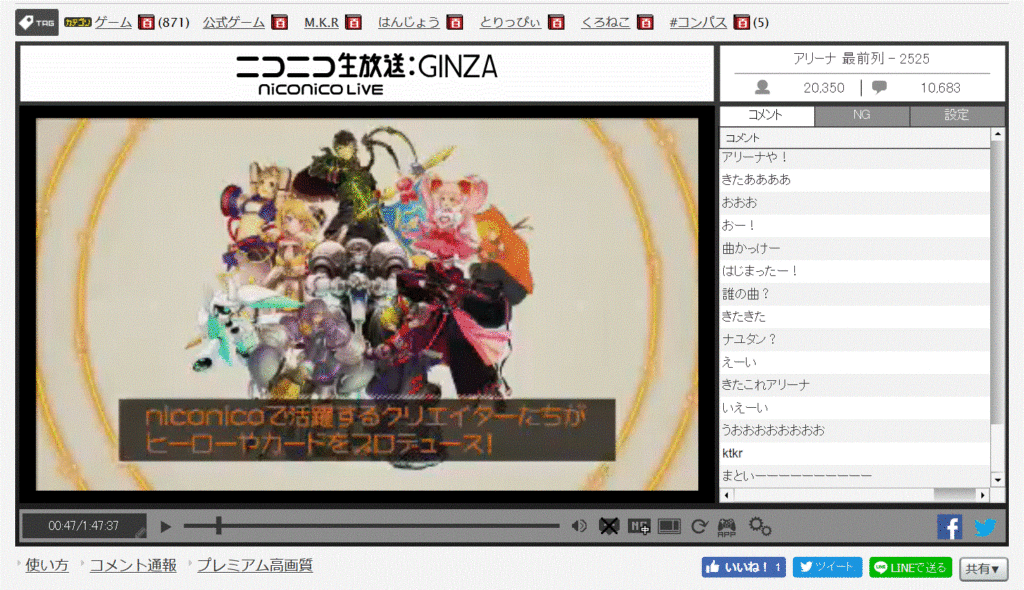 TAG カテゴリ ゲーム 百 (871) 公式ゲーム 百 M.K.R 百 はんじょう 百 とりっぴぃ 百 くろねこ 百 #コンパス 百 (5)
ニコニコ生放送:GINZA
niconico LIVE
アリーナ 最前列 - 2525
20,350 10,683
コメント NG 設定
コメント
アリーナや！
きたああああ
おおお
おー！
曲かっけー
はじまったー！
誰の曲？
きたきた
ナユタン？
えーい
きたこれアリーナ
いえーい
うおおおおおおおお
ktkr
まといーーーーーーーーーー
niconicoで活躍するクリエイターたちが
ヒーローやカードをプロデュース!
00:47/1:47:37
APP
使い方 コメント通報 プレミアム高画質
いいね！ 1 ツイート LINEで送る 共有▼